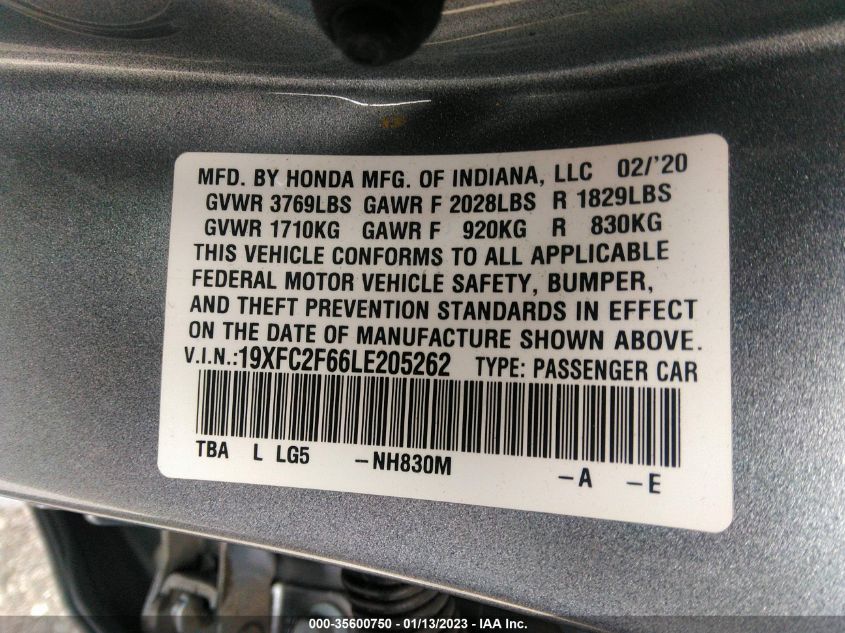 MFD. BY HONDA MFG. OF INDIANA, LLC 02/'20
GVWR 3769LBS GAWR F 2028LBS R 1829LBS
GVWR 1710KG GAWR F 920KG R 830KG
THIS VEHICLE CONFORMS TO ALL APPLICABLE
FEDERAL MOTOR VEHICLE SAFETY, BUMPER,
AND THEFT PREVENTION STANDARDS IN EFFECT
ON THE DATE OF MANUFACTURE SHOWN ABOVE.
V.I.N.:19XFC2F66LE205262 TYPE: PASSENGER CAR
TBA L LG5 -NH830M -A -E
000-35600750 - 01/13/2023 - IAA Inc.